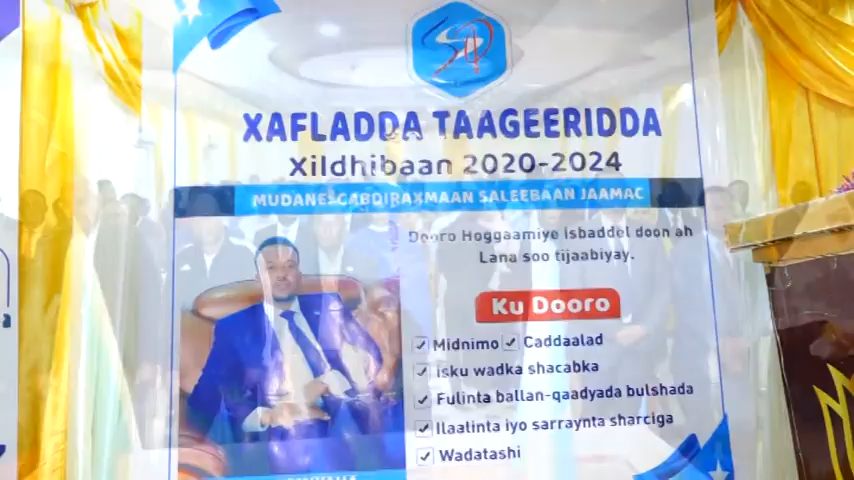 XAFLADDA TAAGEERIDDA
Xildhibaan 2020-2024
MUDANE: CABDIRAXMAAN SALEEBAAN JAAMAC
Dooro Hoggaamiye isbaddel doon ah
Lana soo tijaabiyay.
Ku Dooro
Midnimo Caddaalad
isku wadka shacabka
Fulinta ballan-qaadyada bulshada
Ilaalinta iyo sarraynta sharciga
Wadatashi